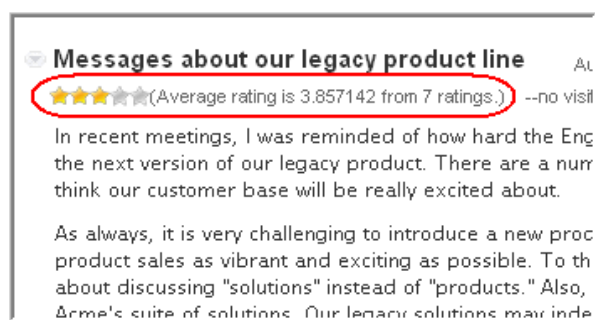 Messages about our legacy product line
(Average rating is 3.857142 from 7 ratings.) --no visit
In recent meetings, I was reminded of how hard the Eng
the next version of our legacy product. There are a num
think our customer base will be really excited about.
As always, it is very challenging to introduce a new prod
product sales as vibrant and exciting as possible. To th
about discussing "solutions" instead of "products." Also,
Acme's suite of solutions. Our legacy solutions may inde